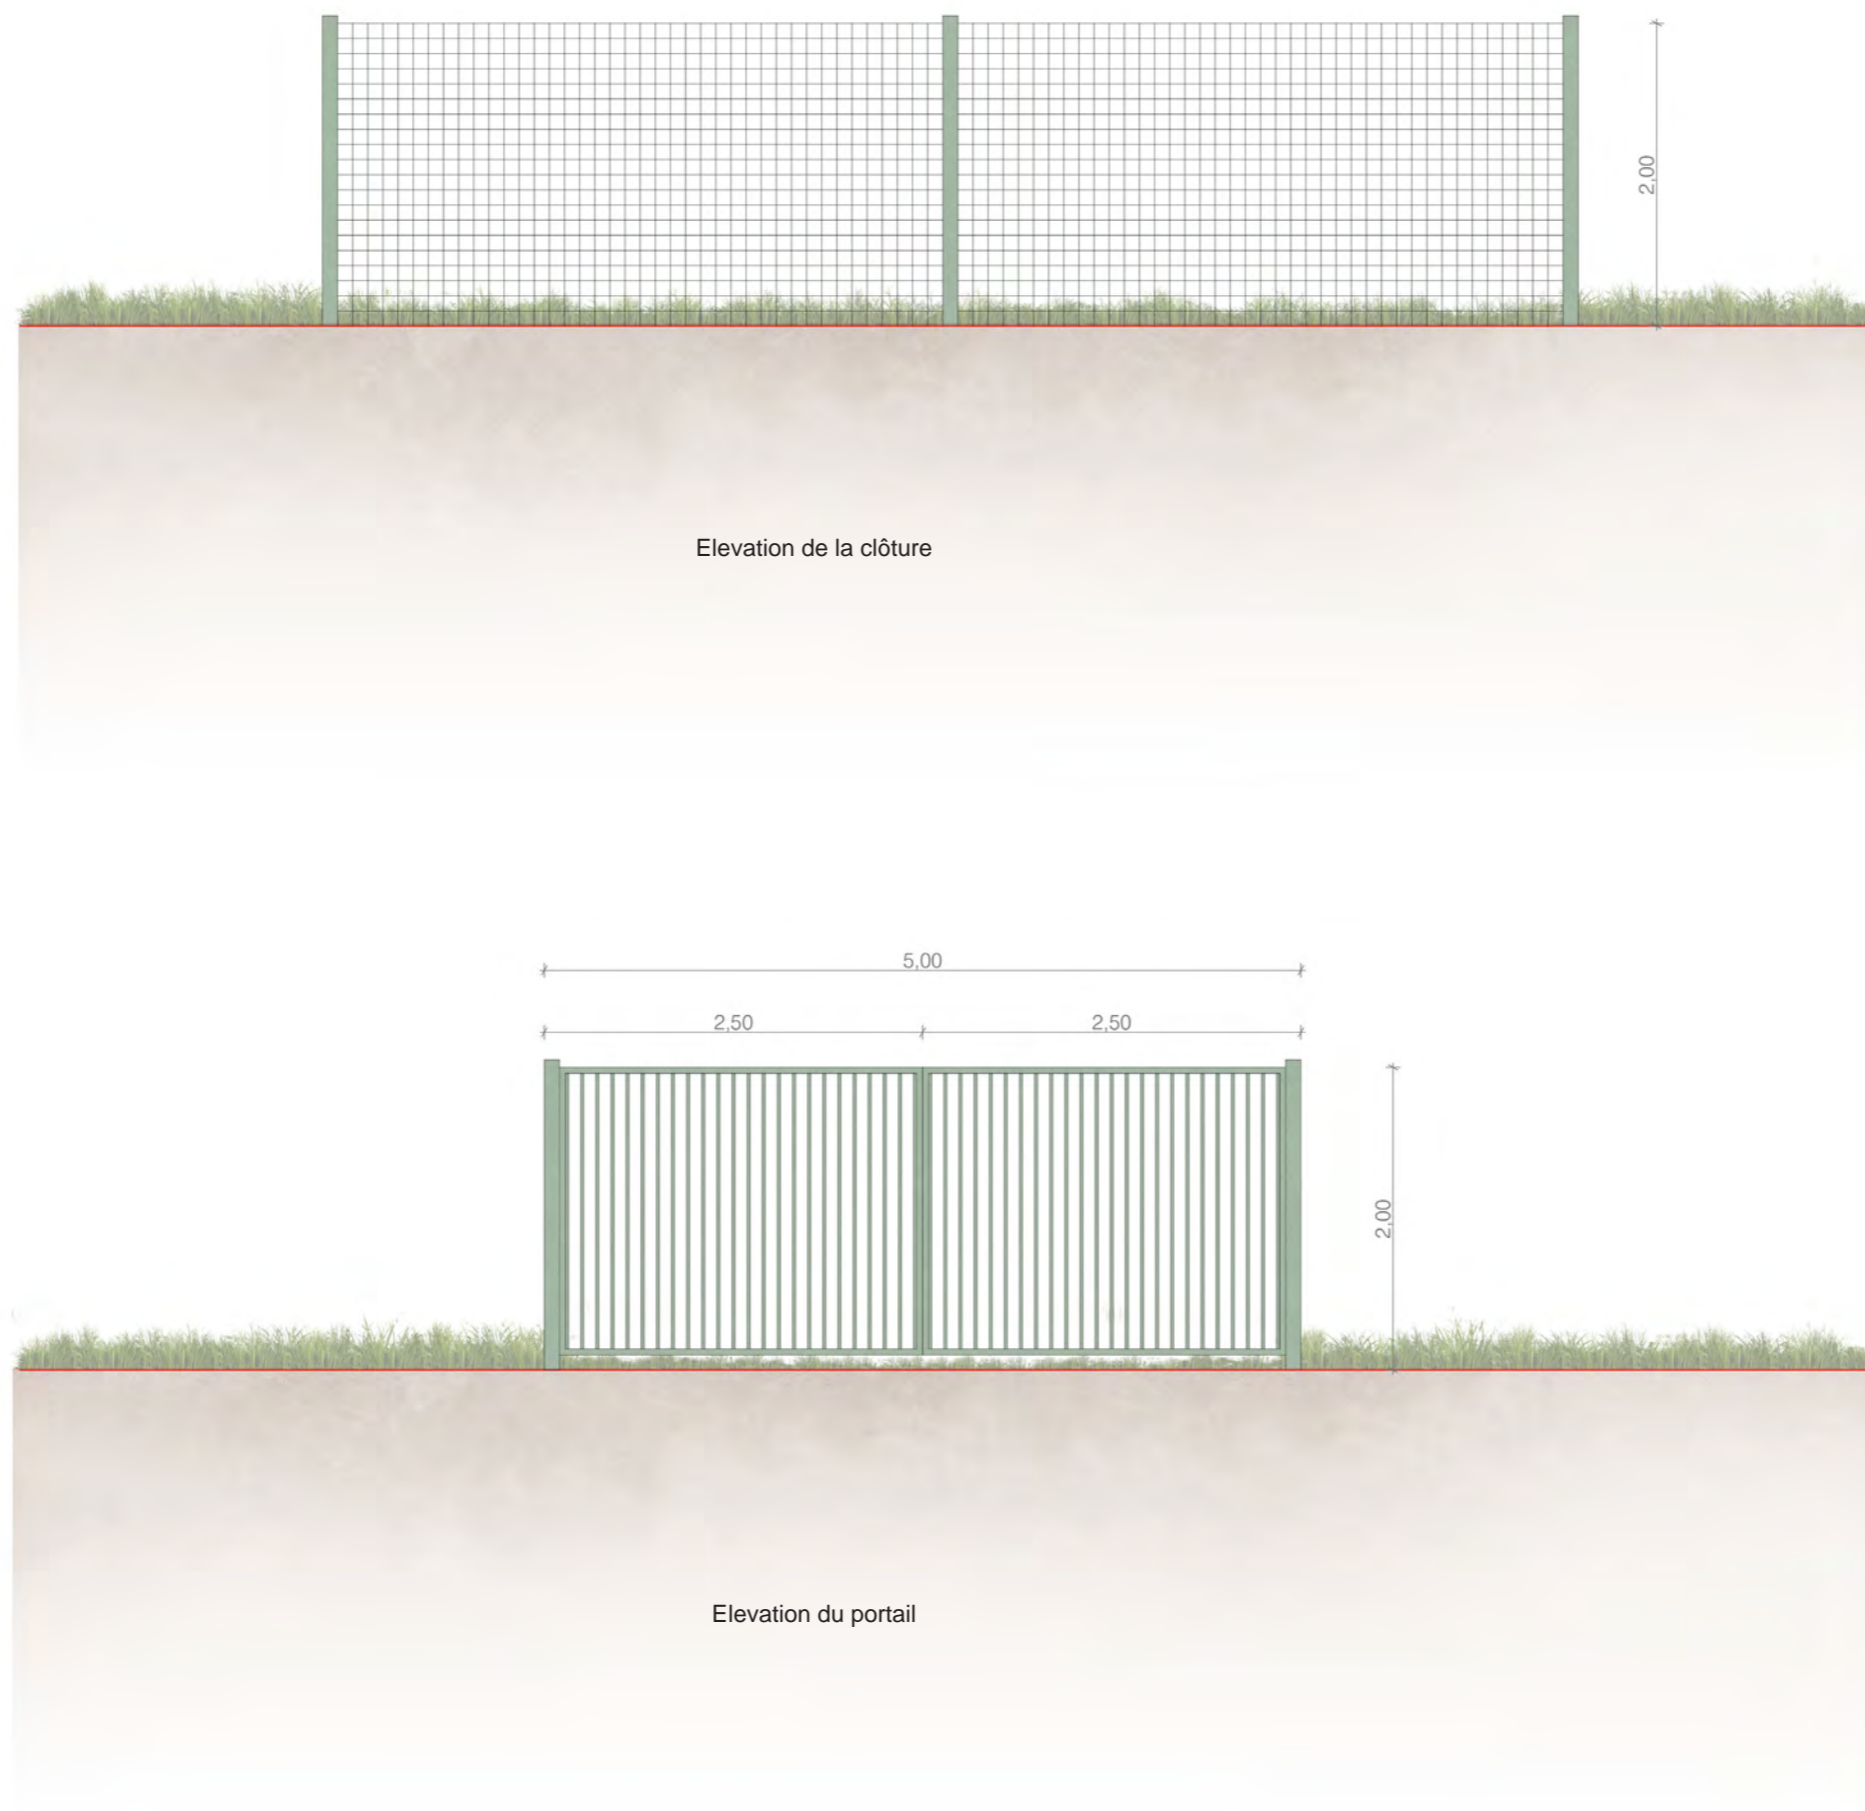 2,00
Elevation de la clôture
5,00
2,50 2,50
2,00
Elevation du portail